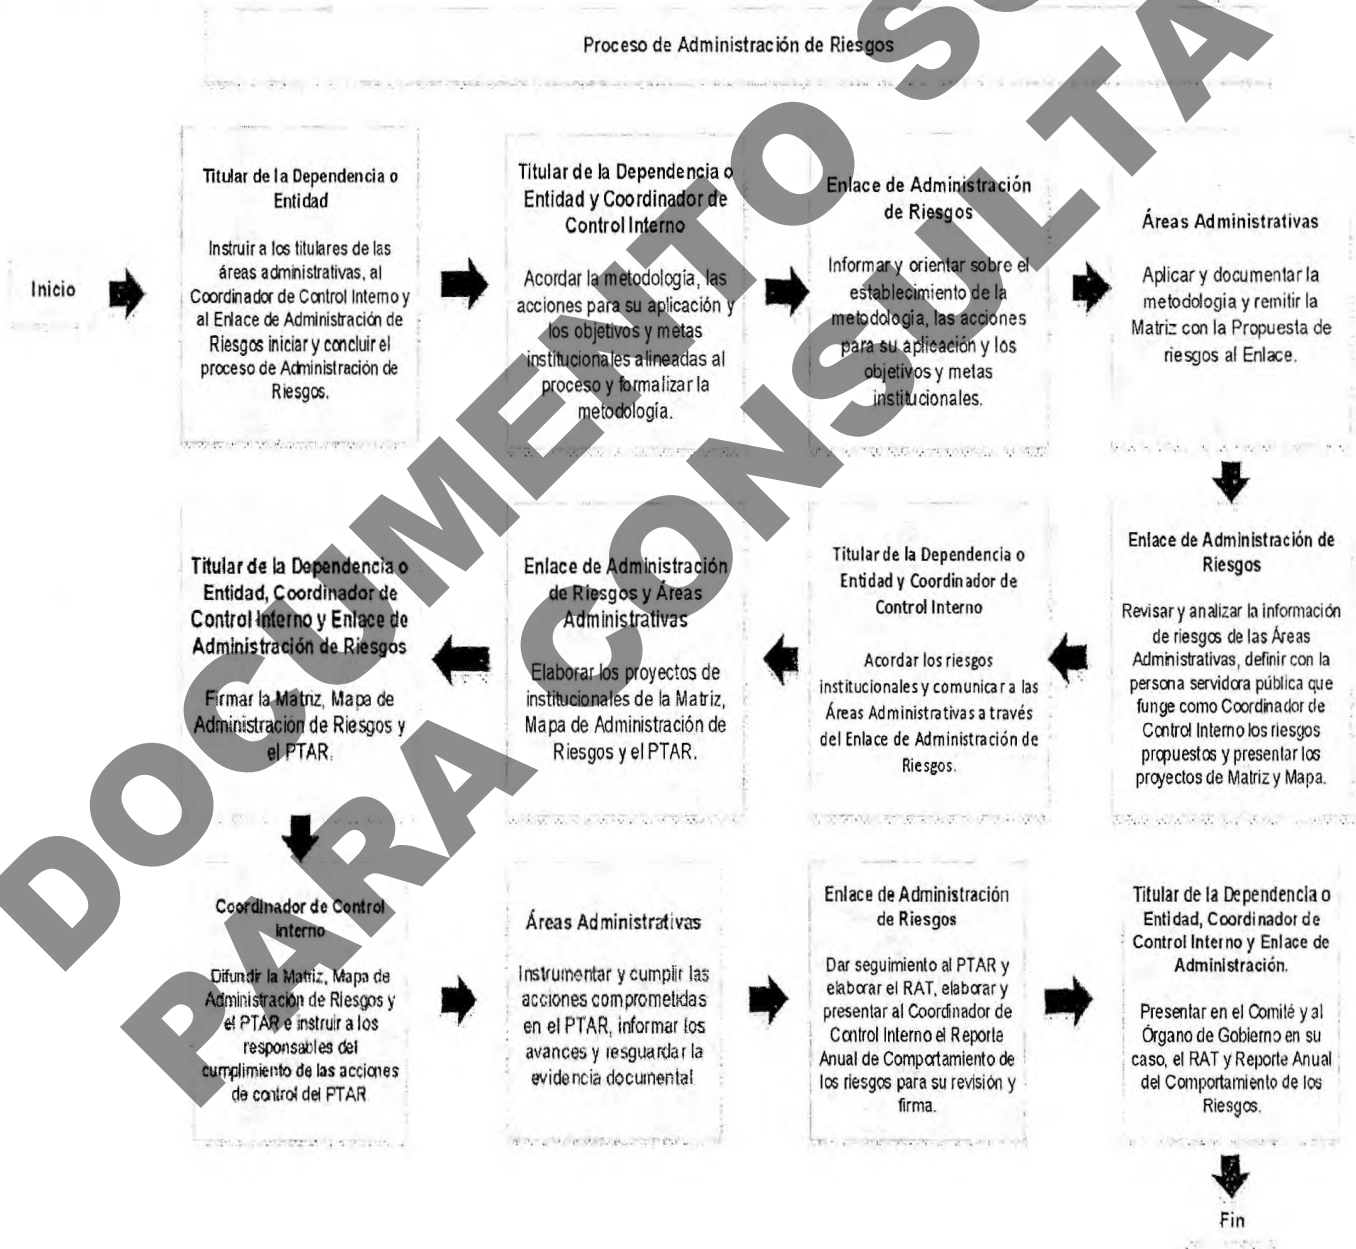 Proceso de Administración de Riesgos
Inicio
Titular de la Dependencia o
Entidad
Instruir a los titulares de las
áreas administrativas, al
Coordinador de Control Interno y
al Enlace de Administración de
Riesgos iniciar y concluir el
proceso de Administración de
Riesgos.
Titular de la Dependencia o
Entidad y Coordinador de
Control Interno
Acordar la metodología, las
acciones para su aplicación y
los objetivos y metas
institucionales alineadas al
proceso y formalizar la
metodología.
Enlace de Administración
de Riesgos
Informar y orientar sobre el
establecimiento de la
metodología, las acciones
para su aplicación y los
objetivos y metas
institucionales.
Áreas Administrativas
Aplicar y documentar la
metodología y remitir la
Matriz con la Propuesta de
riesgos al Enlace.
Enlace de Administración de
Riesgos
Revisar y analizar la información
de riesgos de las Áreas
Administrativas, definir con la
persona servidora pública que
funge como Coordinador de
Control Interno los riesgos
propuestos y presentar los
proyectos de Matriz y Mapa.
Titular de la Dependencia o
Entidad y Coordinador de
Control Interno
Acordar los riesgos
institucionales y comunicar a las
Áreas Administrativas a través
del Enlace de Administración de
Riesgos.
Enlace de Administración
de Riesgos y Áreas
Administrativas
Elaborar los proyectos de
institucionales de la Matriz,
Mapa de Administración de
Riesgos y el PTAR.
Titular de la Dependencia o
Entidad, Coordinador de
Control Interno y Enlace de
Administración de Riesgos
Firmar la Matriz, Mapa de
Administración de Riesgos y
el PTAR.
Coordinador de Control
Interno
Difundir la Matriz, Mapa de
Administración de Riesgos y
el PTAR e instruir a los
responsables del
cumplimiento de las acciones
de control del PTAR
Áreas Administrativas
Instrumentar y cumplir las
acciones comprometidas
en el PTAR, informar los
avances y resguardar la
evidencia documental
Enlace de Administración
de Riesgos
Dar seguimiento al PTAR y
elaborar el RAT, elaborar y
presentar al Coordinador de
Control Interno el Reporte
Anual de Comportamiento de
los riesgos para su revisión y
firma.
Titular de la Dependencia o
Entidad, Coordinador de
Control Interno y Enlace de
Administración.
Presentar en el Comité y al
Órgano de Gobierno en su
caso, el RAT y Reporte Anual
del Comportamiento de los
Riesgos.
Fin
DOCUMENTO
PARA CONSULTA